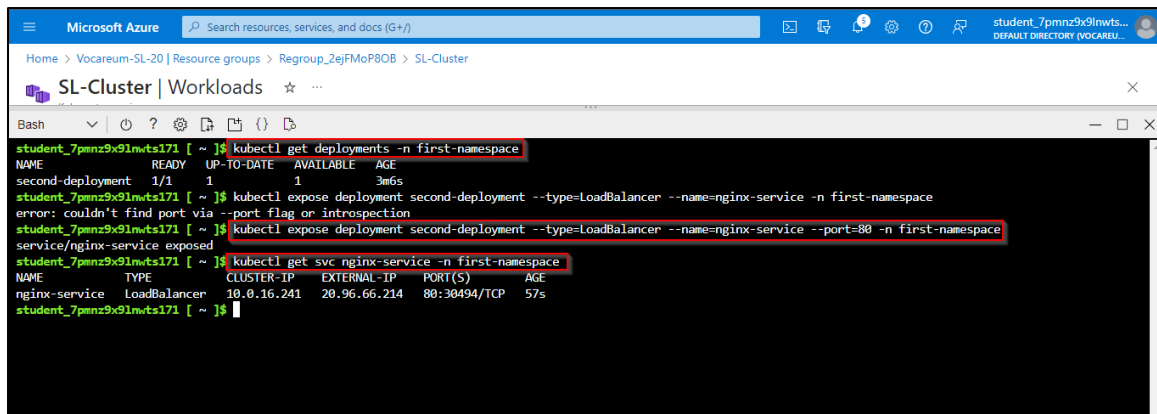 Microsoft Azure
Search resources, services, and docs (G+/)
5
student_7pmnz9x9lnwts...
DEFAULT DIRECTORY (VOCAREU...
Home > Vocareum-SL-20 | Resource groups > Regroup_2ejFMoP8OB > SL-Cluster
SL-Cluster | Workloads
Bash
student_7pmnz9x9lnwts171 [ ~ ]$ kubectl get deployments -n first-namespace
NAME READY UP-TO-DATE AVAILABLE AGE
second-deployment 1/1 1 1 3m6s
student_7pmnz9x9lnwts171 [ ~ ]$ kubectl expose deployment second-deployment --type=LoadBalancer --name=nginx-service -n first-namespace
error: couldn't find port via --port flag or introspection
student_7pmnz9x9lnwts171 [ ~ ]$ kubectl expose deployment second-deployment --type=LoadBalancer --name=nginx-service --port=80 -n first-namespace
service/nginx-service exposed
student_7pmnz9x9lnwts171 [ ~ ]$ kubectl get svc nginx-service -n first-namespace
NAME TYPE CLUSTER-IP EXTERNAL-IP PORT(S) AGE
nginx-service LoadBalancer 10.0.16.241 20.96.66.214 80:30494/TCP 57s
student_7pmnz9x9lnwts171 [ ~ ]$